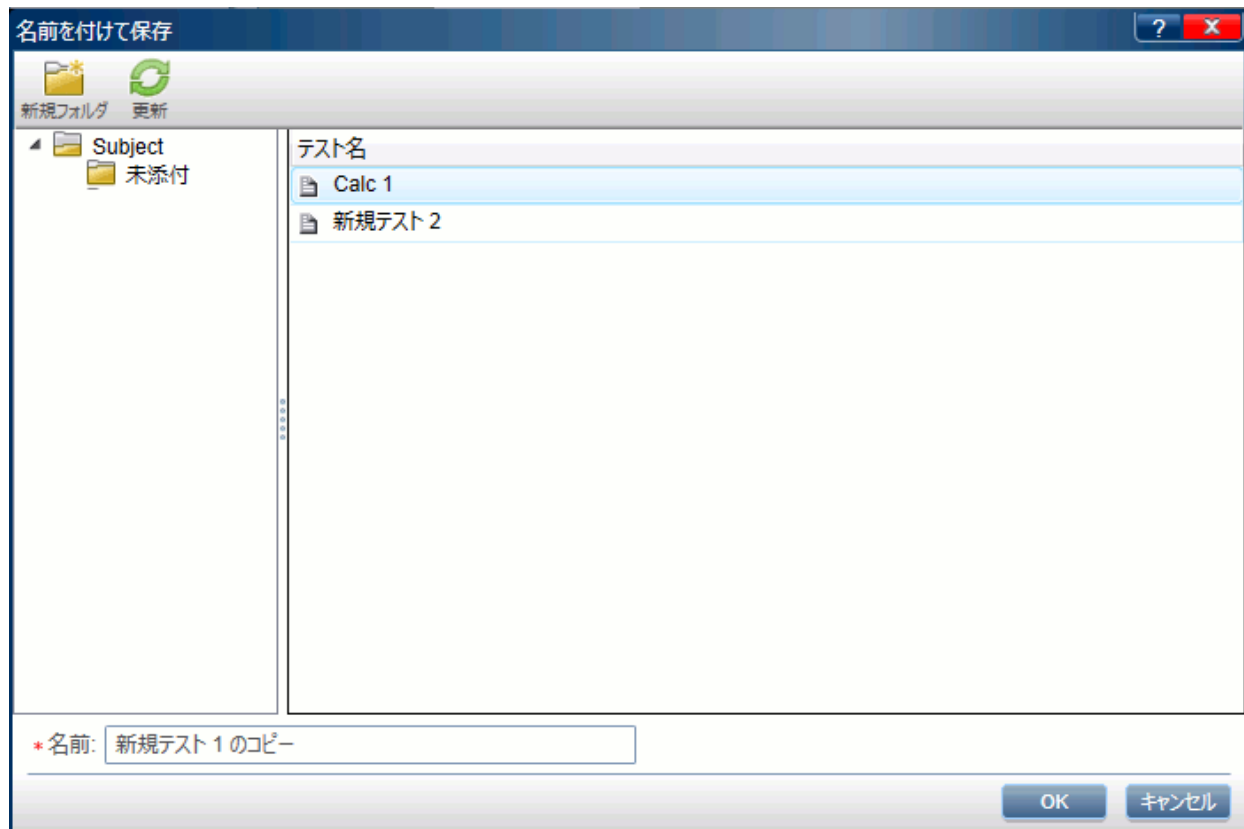 名前を付けて保存
? X
新規フォルダ 更新
Subject
未添付
テスト名
Calc 1
新規テスト 2
*名前: 新規テスト 1 のコピー
OK キャンセル